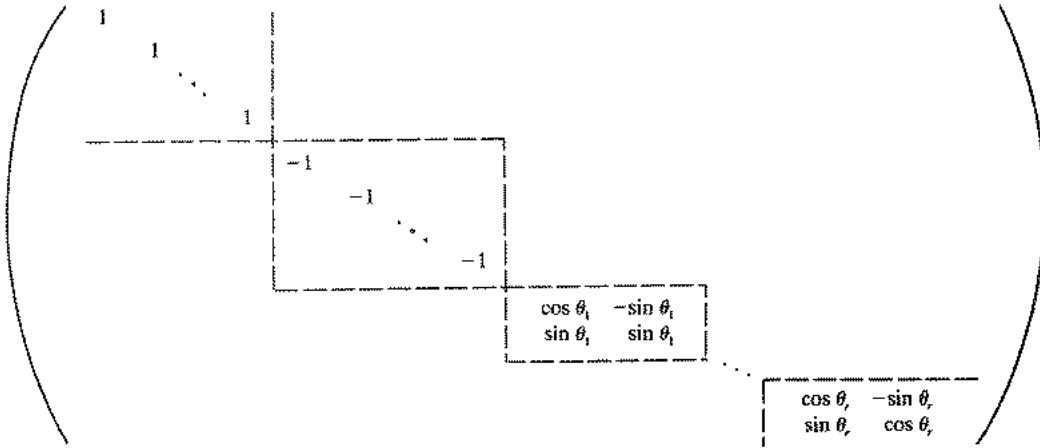 1
1
1
-1
-1
-1
cos θ₁ -sin θ₁
sin θ₁ sin θ₁
cos θᵣ -sin θᵣ
sin θᵣ cos θᵣ